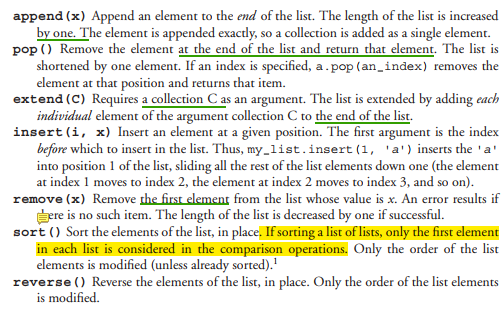 append(x) Append an element to the end of the list. The length of the list is increased
by one. The element is appended exactly, so a collection is added as a single element.
pop() Remove the element at the end of the list and return that element. The list is
shortened by one element. If an index is specified, a.pop(an_index) removes the
element at that position and returns that item.
extend(C) Requires a collection C as an argument. The list is extended by adding each
individual element of the argument collection C to the end of the list.
insert(i, x) Insert an element at a given position. The first argument is the index
before which to insert in the list. Thus, my_list.insert(1, 'a') inserts the 'a'
into position 1 of the list, sliding all the rest of the list elements down one (the element
at index 1 moves to index 2, the element at index 2 moves to index 3, and so on).
remove(x) Remove the first element from the list whose value is x. An error results if
ere is no such item. The length of the list is decreased by one if successful.
sort() Sort the elements of the list, in place. If sorting a list of lists, only the first element
in each list is considered in the comparison operations. Only the order of the list
elements is modified (unless already sorted).1
reverse() Reverse the elements of the list, in place. Only the order of the list elements
is modified.